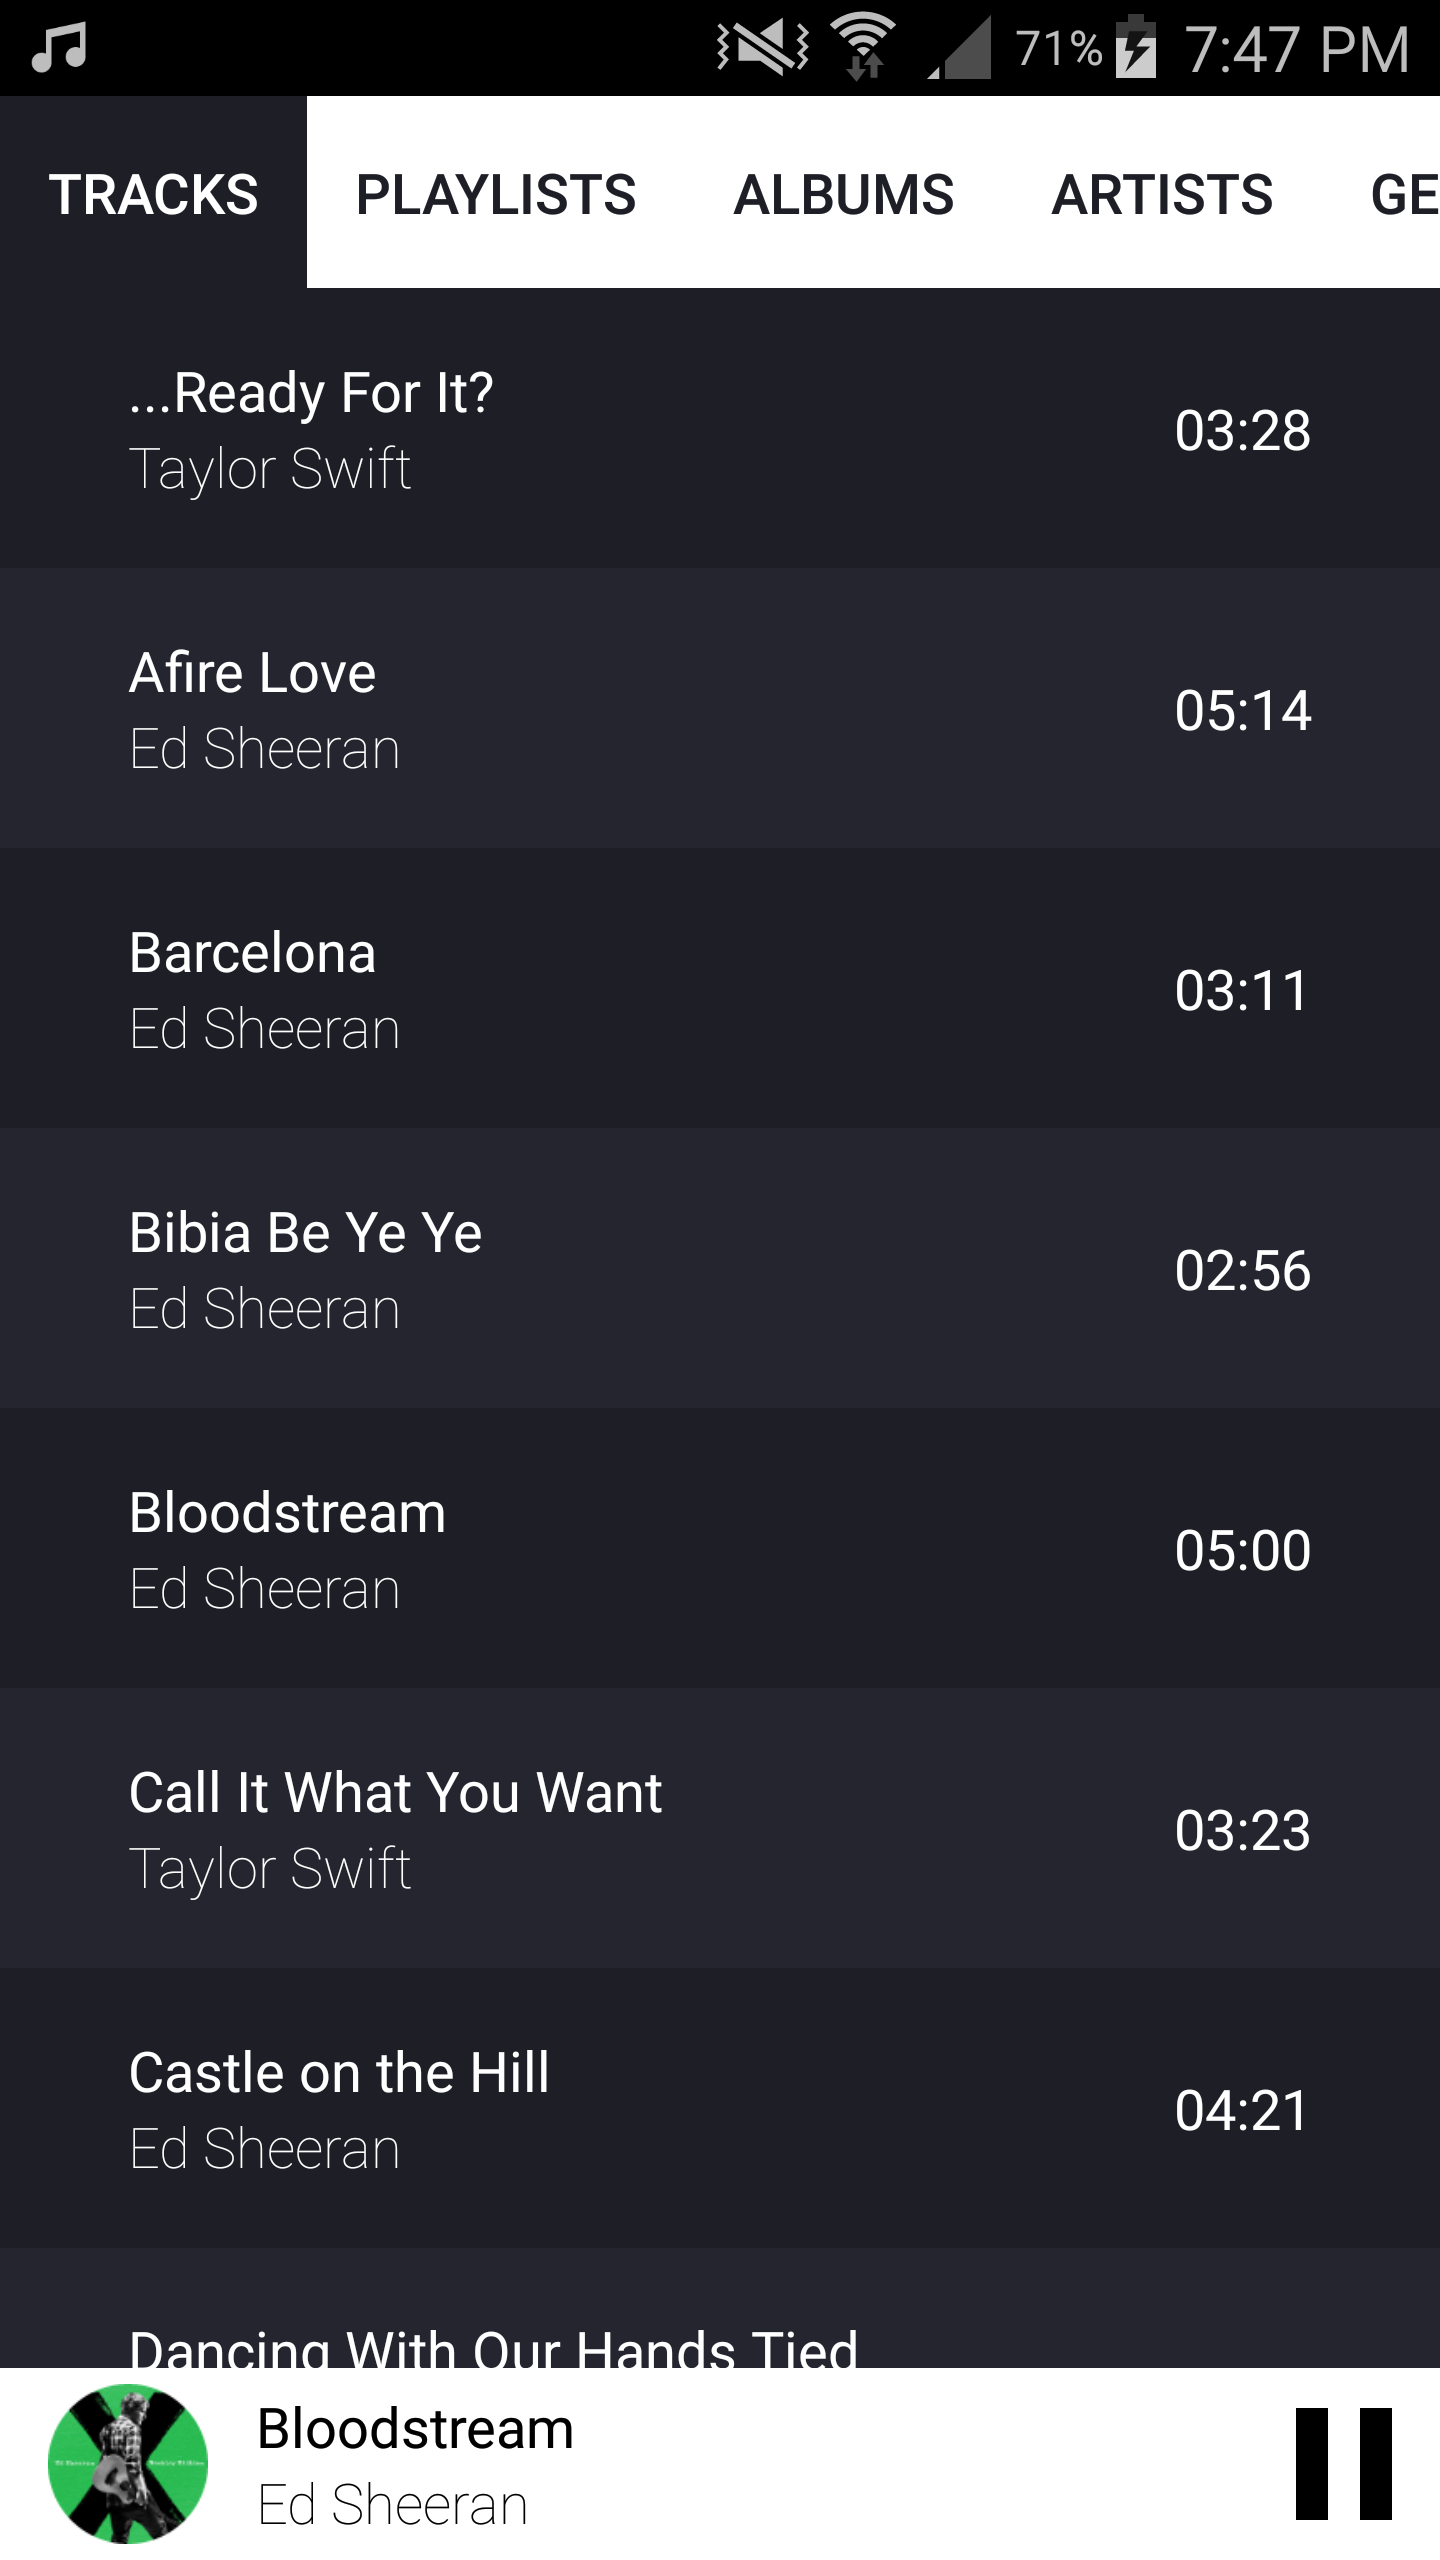 71% 7:47 PM
TRACKS PLAYLISTS ALBUMS ARTISTS GE
...Ready For It?
Taylor Swift
03:28
Afire Love
Ed Sheeran
05:14
Barcelona
Ed Sheeran
03:11
Bibia Be Ye Ye
Ed Sheeran
02:56
Bloodstream
Ed Sheeran
05:00
Call It What You Want
Taylor Swift
03:23
Castle on the Hill
Ed Sheeran
04:21
Dancing With Our Hands Tied
Bloodstream
Ed Sheeran